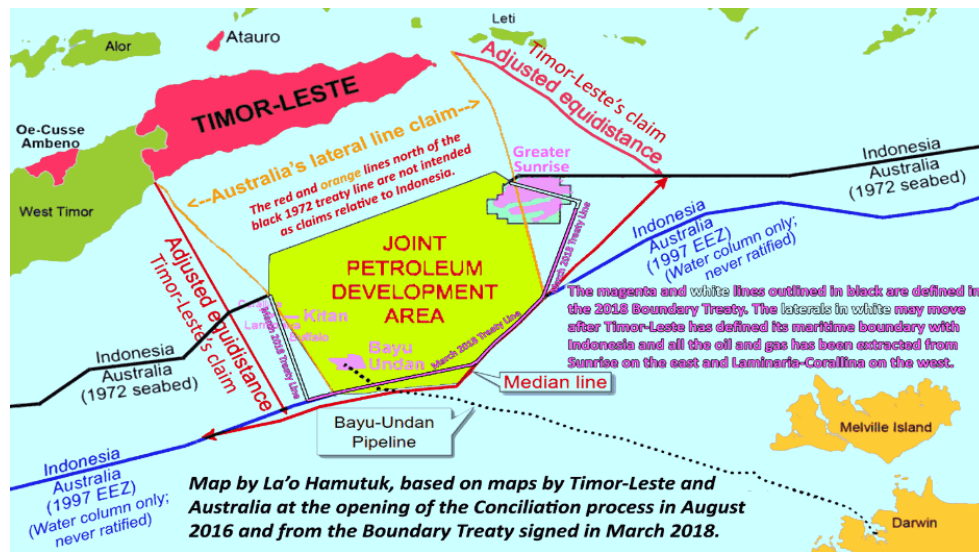 Alor
Atauro
Leti
TIMOR-LESTE
Oe-Cusse
Ambeno
West Timor
Timor-Leste's claim
Adjusted equidistance
<--Australia's lateral line claim-->
The red and orange lines north of the
black 1972 treaty line are not intended
as claims relative to Indonesia.
Greater
Sunrise
Indonesia
Australia
(1972 seabed)
Indonesia
Australia
(1997 EEZ)
(Water column only;
never ratified)
JOINT
PETROLEUM
DEVELOPMENT
AREA
March 2018 Treaty Line
Adjusted equidistance
Timor-Leste's claim
Kitan
Buffalo
March 2018 Treaty Line
Bayu
Undan
March 2018 Treaty Line
The magenta and white lines outlined in black are defined in
the 2018 Boundary Treaty. The laterals in white may move
after Timor-Leste has defined its maritime boundary with
Indonesia and all the oil and gas has been extracted from
Sunrise on the east and Laminaria-Corallina on the west.
Indonesia
Australia
(1972 seabed)
Median line
Bayu-Undan
Pipeline
Melville Island
Indonesia
Australia
(1997 EEZ)
(Water column only;
never ratified)
Map by La'o Hamutuk, based on maps by Timor-Leste and
Australia at the opening of the Conciliation process in August
2016 and from the Boundary Treaty signed in March 2018.
Darwin